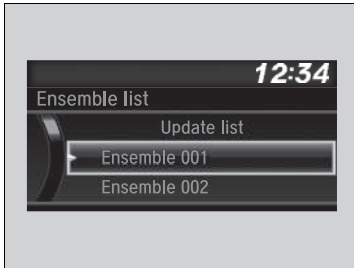 12:34
Ensemble list
Update list
Ensemble 001
Ensemble 002